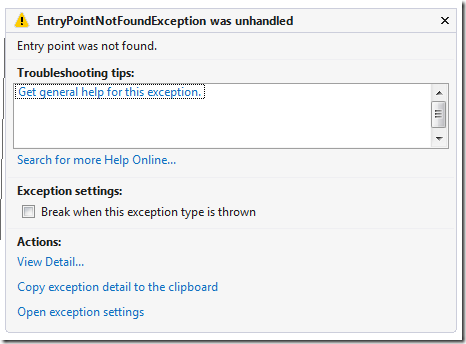 EntryPointNotFoundException was unhandled
Entry point was not found.
Troubleshooting tips:
Get general help for this exception.
Search for more Help Online...
Exception settings:
Break when this exception type is thrown
Actions:
View Detail...
Copy exception detail to the clipboard
Open exception settings